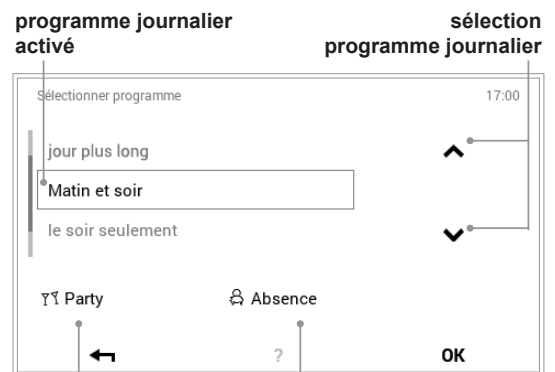 programme journalier
activé
sélection
programme journalier
Sélectionner programme
17:00
jour plus long
Matin et soir
le soir seulement
Party
Absence
?
OK